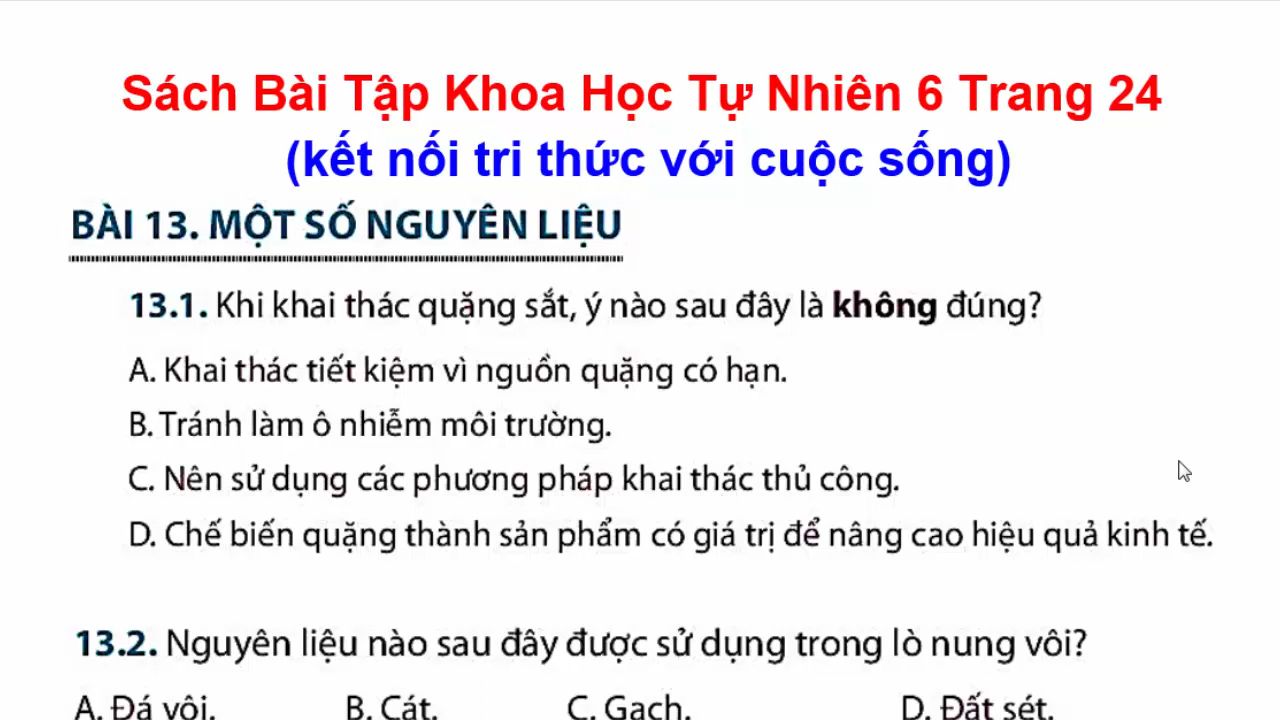 Sách Bài Tập Khoa Học Tự Nhiên 6 Trang 24
(kết nối tri thức với cuộc sống)
BÀI 13. MỘT SỐ NGUYÊN LIỆU
13.1. Khi khai thác quặng sắt, ý nào sau đây là không đúng?
A. Khai thác tiết kiệm vì nguồn quặng có hạn.
B. Tránh làm ô nhiễm môi trường.
C. Nên sử dụng các phương pháp khai thác thủ công.
D. Chế biến quặng thành sản phẩm có giá trị để nâng cao hiệu quả kinh tế.
13.2. Nguyên liệu nào sau đây được sử dụng trong lò nung vôi?
A. Đá vôi. B. Cát. C. Gạch. D. Đất sét.